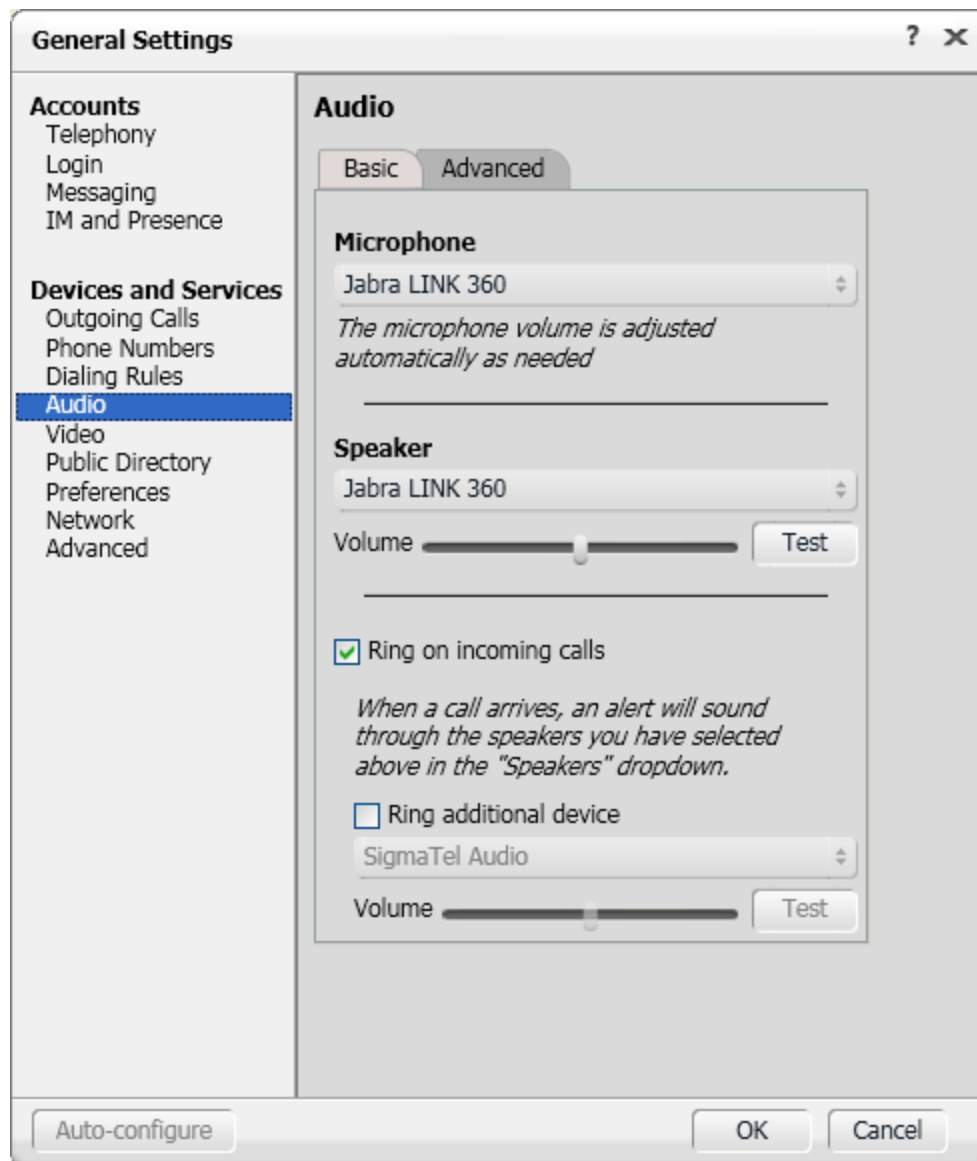 General Settings
?
Accounts
Telephony
Login
Messaging
IM and Presence
Devices and Services
Outgoing Calls
Phone Numbers
Dialing Rules
Audio
Video
Public Directory
Preferences
Network
Advanced
Audio
Basic Advanced
Microphone
Jabra LINK 360
The microphone volume is adjusted
automatically as needed
Speaker
Jabra LINK 360
Volume Test
Ring on incoming calls
When a call arrives, an alert will sound
through the speakers you have selected
above in the "Speakers" dropdown.
Ring additional device
SigmaTel Audio
Volume Test
Auto-configure OK Cancel